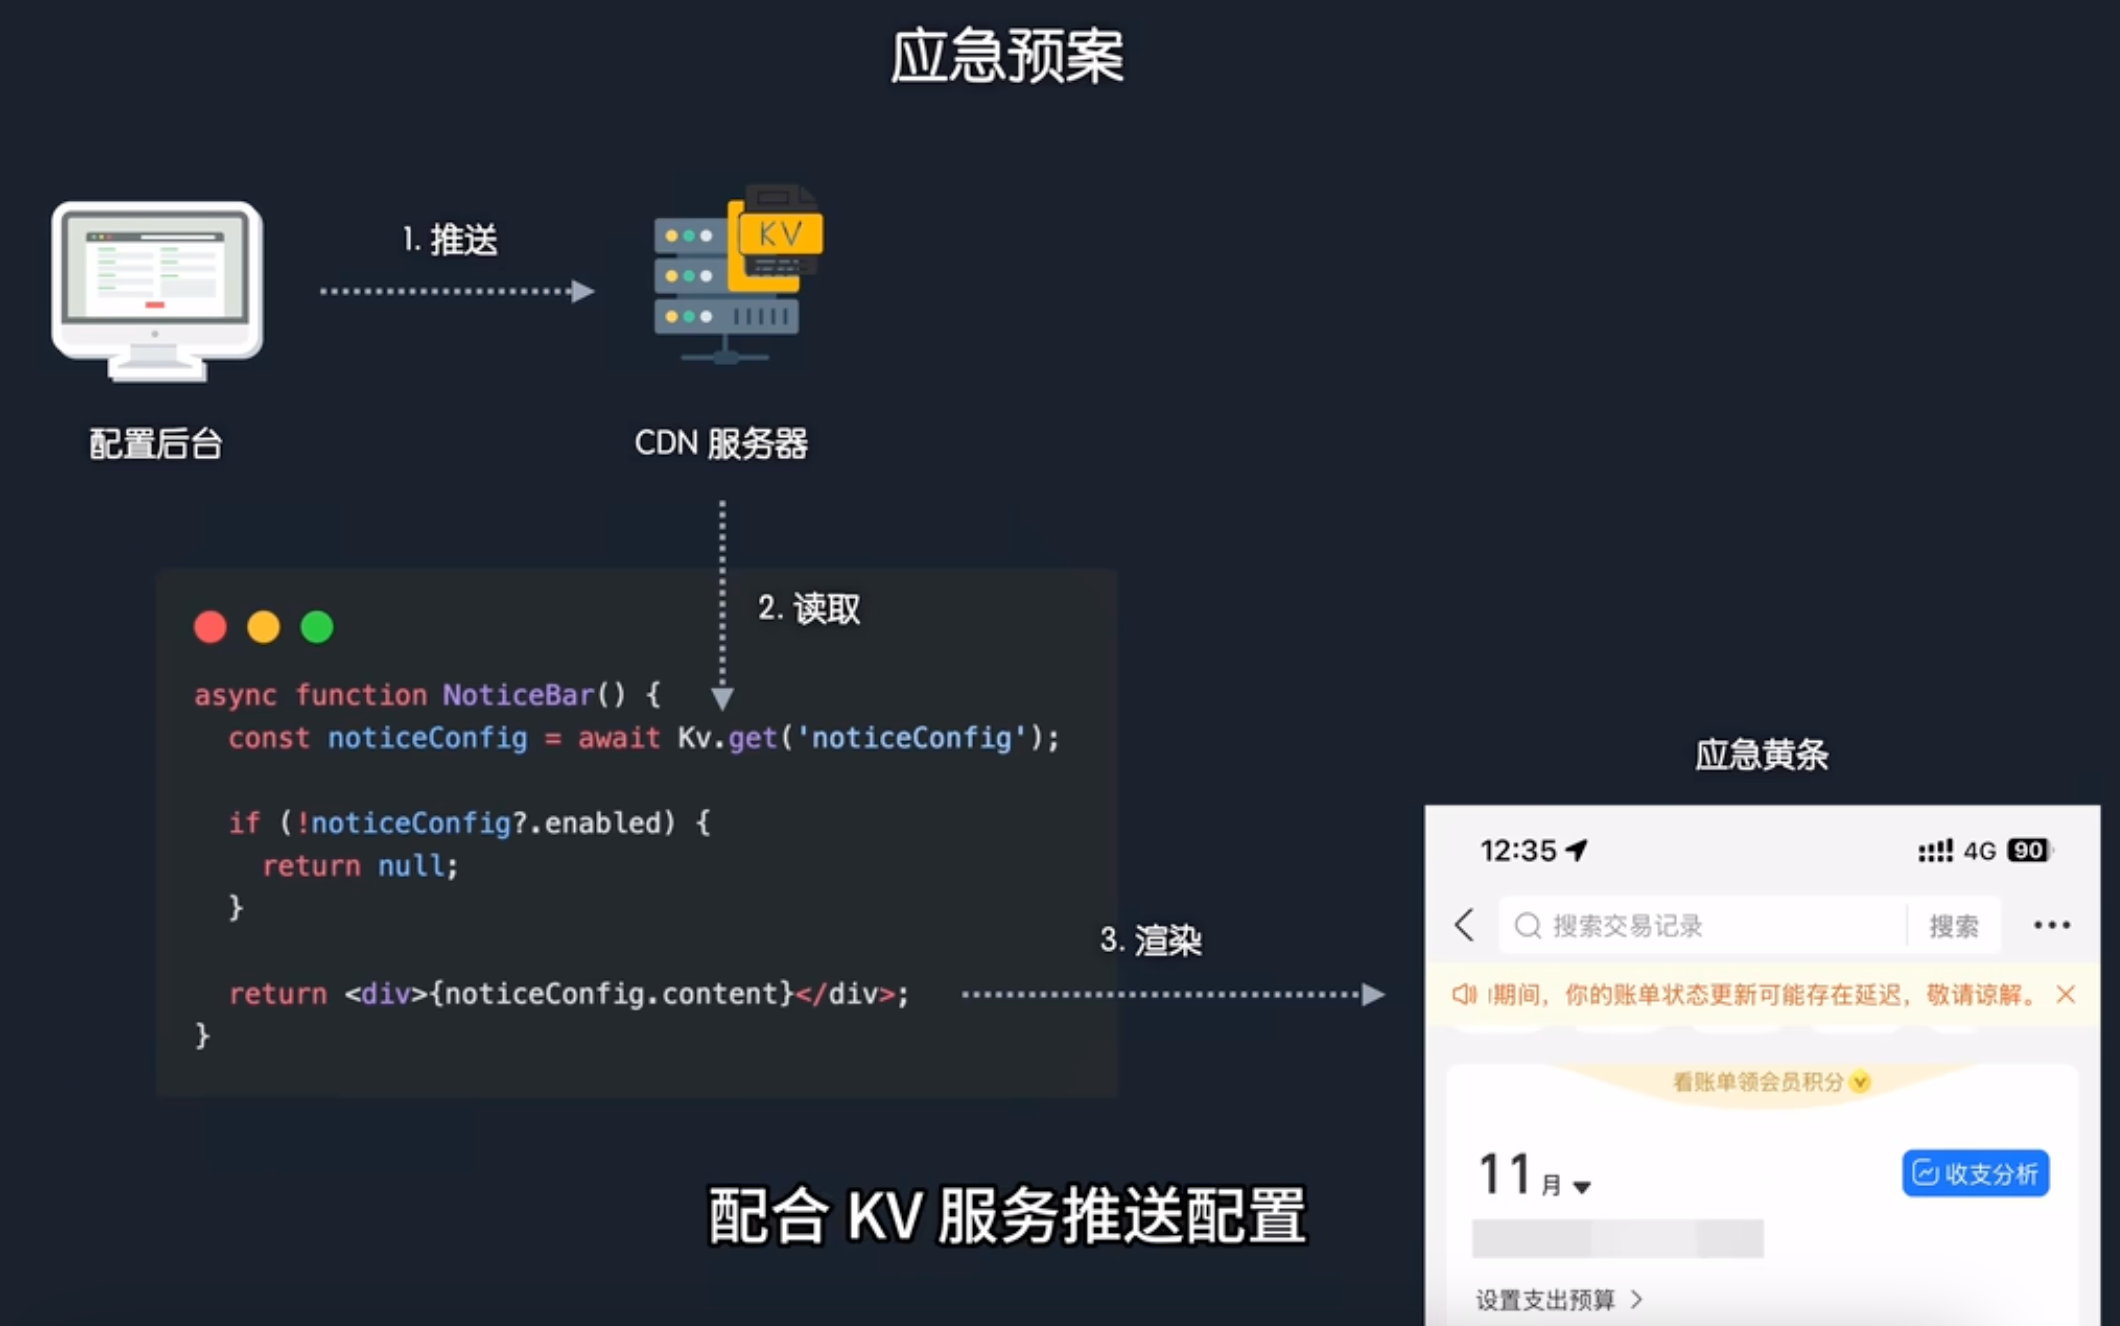 应急预案
1. 推送
KV
配置后台
CDN 服务器
2. 读取
async function NoticeBar() {
const noticeConfig = await Kv.get('noticeConfig');
if (!noticeConfig?.enabled) {
return null;
}
return <div>{noticeConfig.content}</div>;
}
3. 渲染
应急黄条
12:35 4G 90
搜索交易记录 搜索
期间，你的账单状态更新可能存在延迟，敬请谅解。
看账单领会员积分
11月 收支分析
设置支出预算
配合 KV 服务推送配置